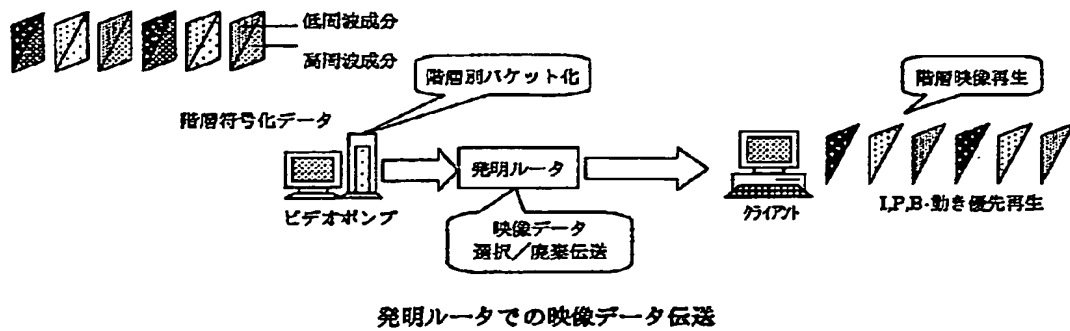 低周波成分
高周波成分
階層別パケット化
階層映像再生
階層符号化データ
発明ルータ
ビデオポンプ
クライアント
I,P,B-動き優先再生
映像データ
選択／廃棄伝送
発明ルータでの映像データ伝送